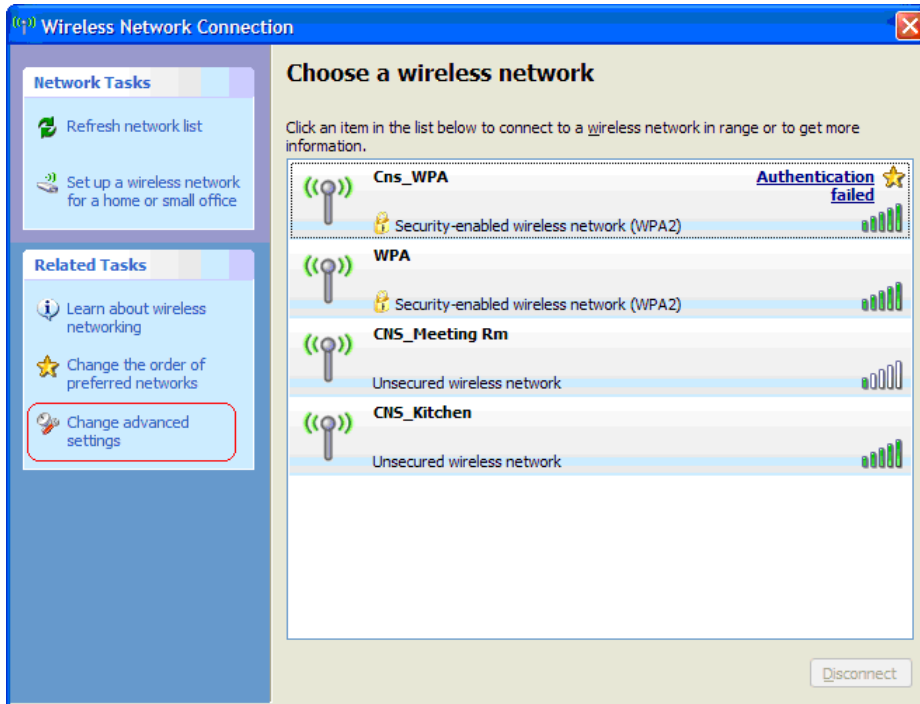 Wireless Network Connection
Network Tasks
Refresh network list
Set up a wireless network
for a home or small office
Related Tasks
Learn about wireless
networking
Change the order of
preferred networks
Change advanced
settings
Choose a wireless network
Click an item in the list below to connect to a wireless network in range or to get more
information.
Cns_WPA
Authentication
failed
Security-enabled wireless network (WPA2)
WPA
Security-enabled wireless network (WPA2)
CNS_Meeting Rm
Unsecured wireless network
CNS_Kitchen
Unsecured wireless network
Disconnect